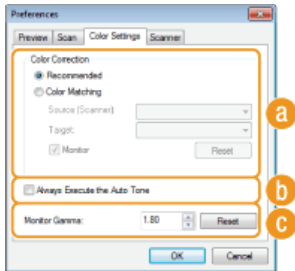 Preferences
Preview Scan Color Settings Scanner
Color Correction
Recommended
Color Matching
Source (Scanner)
Target:
Monitor Reset
a
Always Execute the Auto Tone
b
Monitor Gamma: 1.80 Reset
c
OK Cancel